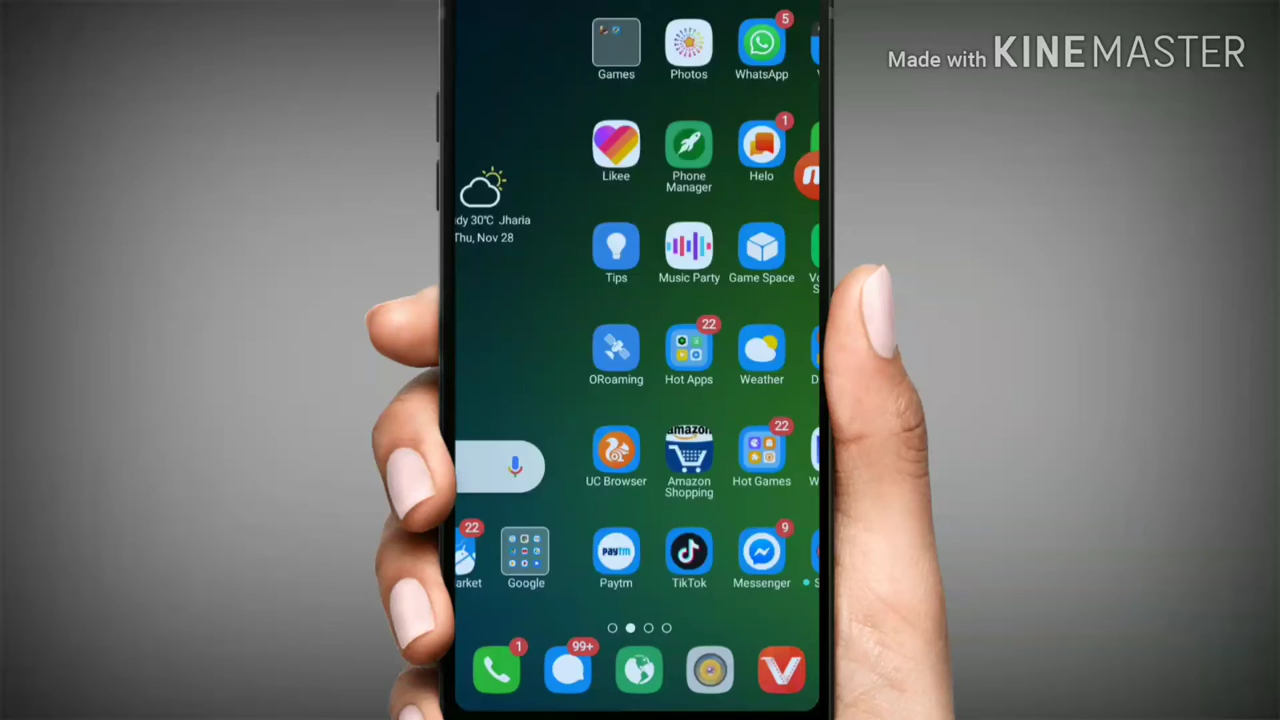 Made with KINEMASTER
5
Games
Photos
WhatsApp
1
Likee
Phone
Manager
Helo
dy 30°C Jharia
Thu, Nov 28
Tips
Music Party
Game Space
22
ORoaming
Hot Apps
Weather
22
UC Browser
amazon
Amazon
Shopping
Hot Games
22
9
arket
Google
Paytm
Paytm
TikTok
Messenger
1
99+